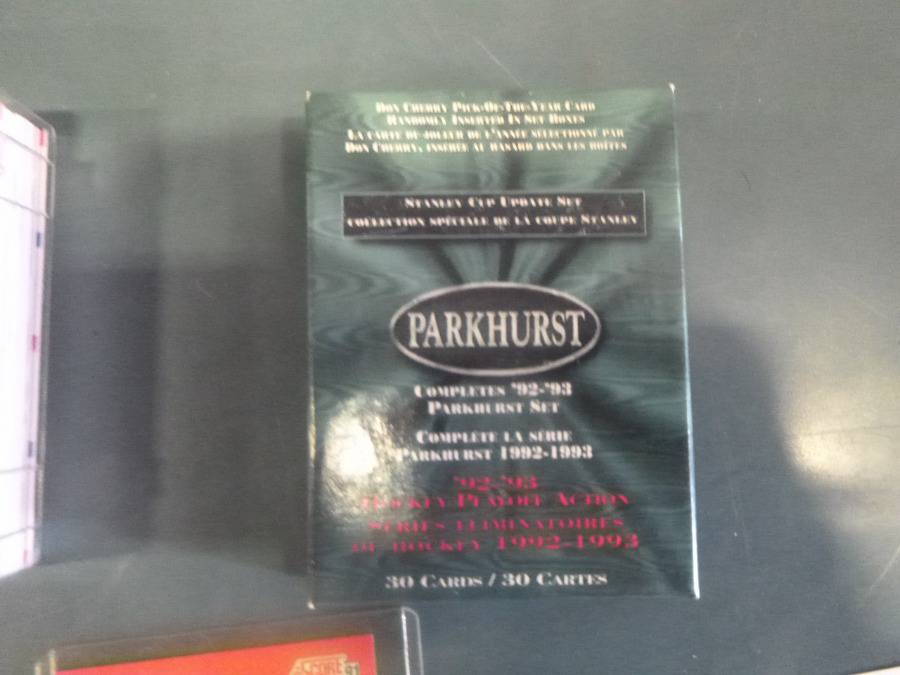 Don Cherry Pick-Of-The-Year Card
Randomly Inserted In Set Boxes
La carte du joueur de l'année sélectionné par
Don Cherry, insérée au hasard dans les boîtes
Stanley Cup Update Set
collection spéciale de la coupe Stanley
PARKHURST
Completes '92-'93
Parkhurst Set
Complète la série
Parkhurst 1992-1993
'92-'93
Hockey Playoff Action
Séries éliminatoires
de hockey 1992-1993
30 Cards / 30 Cartes
SCORE 91